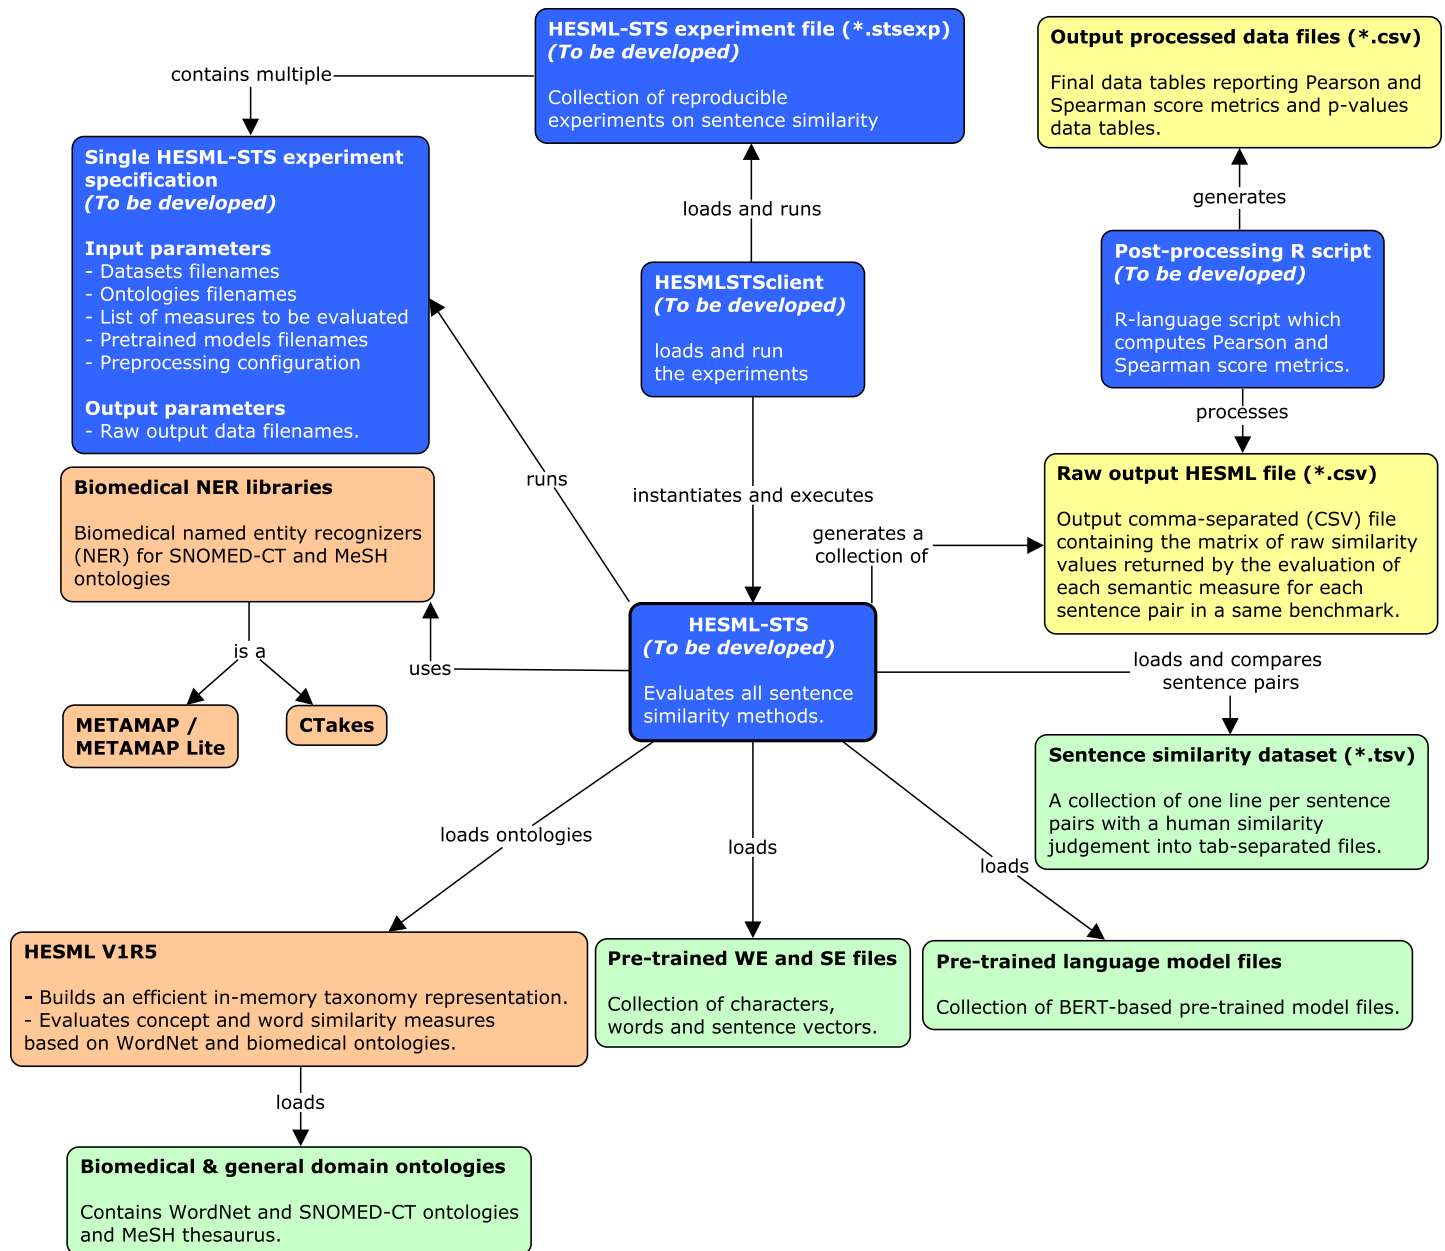 HESML-STS experiment file (*.stsexp)
(To be developed)
Collection of reproducible
experiments on sentence similarity
contains multiple
Single HESML-STS experiment
specification
(To be developed)
Input parameters
- Datasets filenames
- Ontologies filenames
- List of measures to be evaluated
- Pretrained models filenames
- Preprocessing configuration
Output parameters
- Raw output data filenames.
loads and runs
HESMLSTSclient
(To be developed)
loads and run
the experiments
Output processed data files (*.csv)
Final data tables reporting Pearson and
Spearman score metrics and p-values
data tables.
generates
Post-processing R script
(To be developed)
R-language script which
computes Pearson and
Spearman score metrics.
processes
Raw output HESML file (*.csv)
Output comma-separated (CSV) file
containing the matrix of raw similarity
values returned by the evaluation of
each semantic measure for each
sentence pair in a same benchmark.
runs
instantiates and executes
generates a
collection of
Biomedical NER libraries
Biomedical named entity recognizers
(NER) for SNOMED-CT and MeSH
ontologies
is a
uses
METAMAP /
METAMAP Lite
CTakes
HESML-STS
(To be developed)
Evaluates all sentence
similarity methods.
loads and compares
sentence pairs
Sentence similarity dataset (*.tsv)
A collection of one line per sentence
pairs with a human similarity
judgement into tab-separated files.
loads ontologies
loads
loads
HESML V1R5
- Builds an efficient in-memory taxonomy representation.
- Evaluates concept and word similarity measures
based on WordNet and biomedical ontologies.
Pre-trained WE and SE files
Collection of characters,
words and sentence vectors.
Pre-trained language model files
Collection of BERT-based pre-trained model files.
loads
Biomedical & general domain ontologies
Contains WordNet and SNOMED-CT ontologies
and MeSH thesaurus.